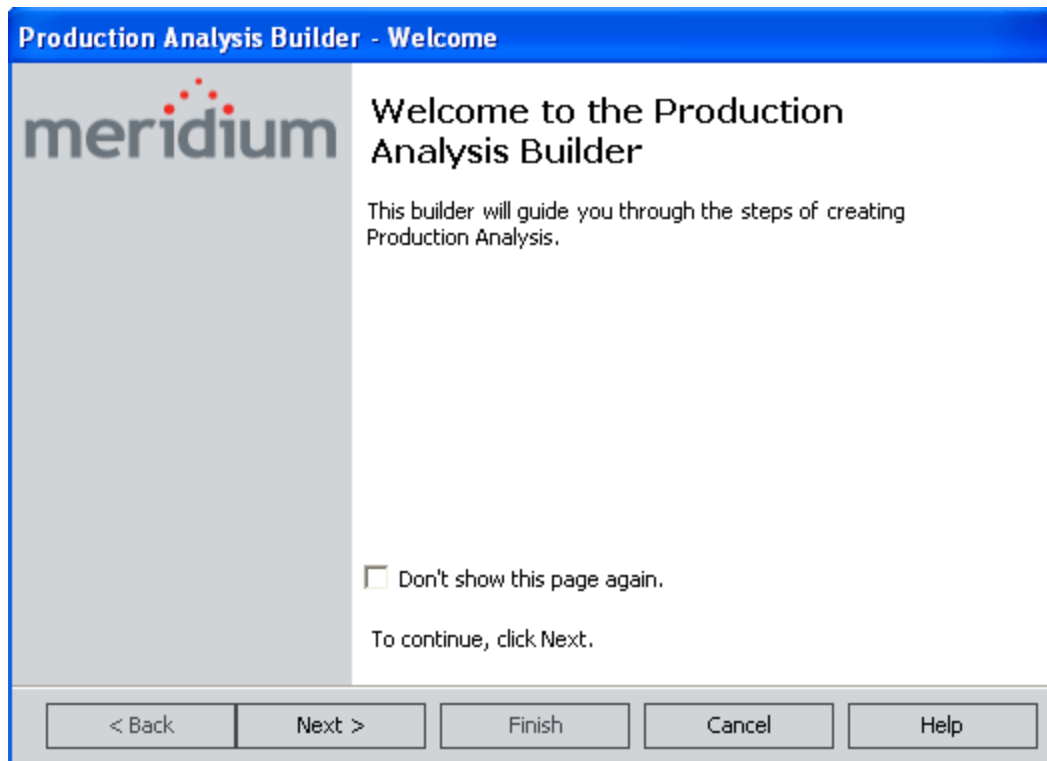 Production Analysis Builder - Welcome
meridium
Welcome to the Production
Analysis Builder
This builder will guide you through the steps of creating
Production Analysis.
Don't show this page again.
To continue, click Next.
< Back
Next >
Finish
Cancel
Help